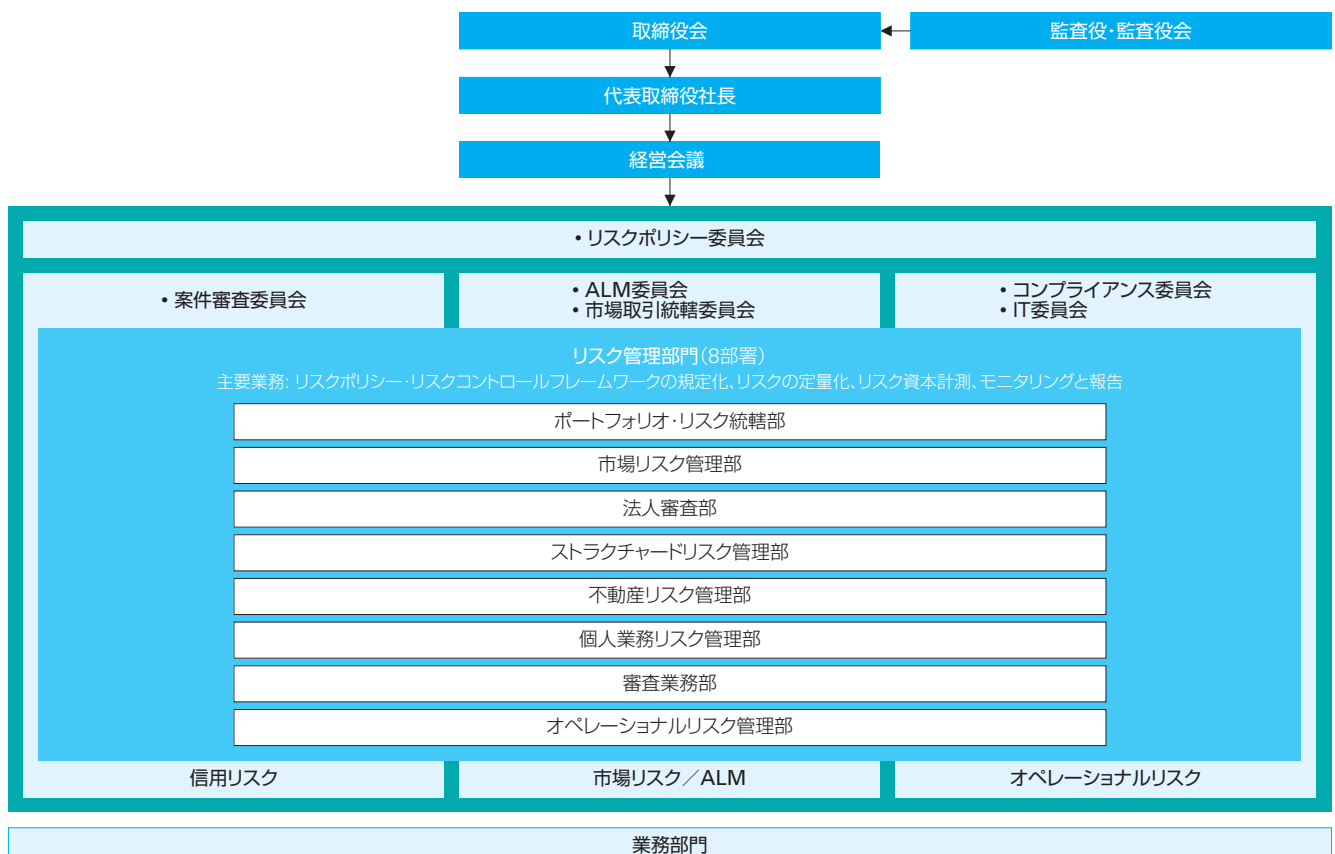 取締役会
監査役・監査役会
代表取締役社長
経営会議
• リスクポリシー委員会
• 案件審査委員会
• ALM委員会
• 市場取引統轄委員会
• コンプライアンス委員会
• IT委員会
リスク管理部門(8部署)
主要業務: リスクポリシー・リスクコントロールフレームワークの規定化、リスクの定量化、リスク資本計測、モニタリングと報告
ポートフォリオ・リスク統轄部
市場リスク管理部
法人審査部
ストラクチャードリスク管理部
不動産リスク管理部
個人業務リスク管理部
審査業務部
オペレーショナルリスク管理部
信用リスク
市場リスク／ALM
オペレーショナルリスク
業務部門